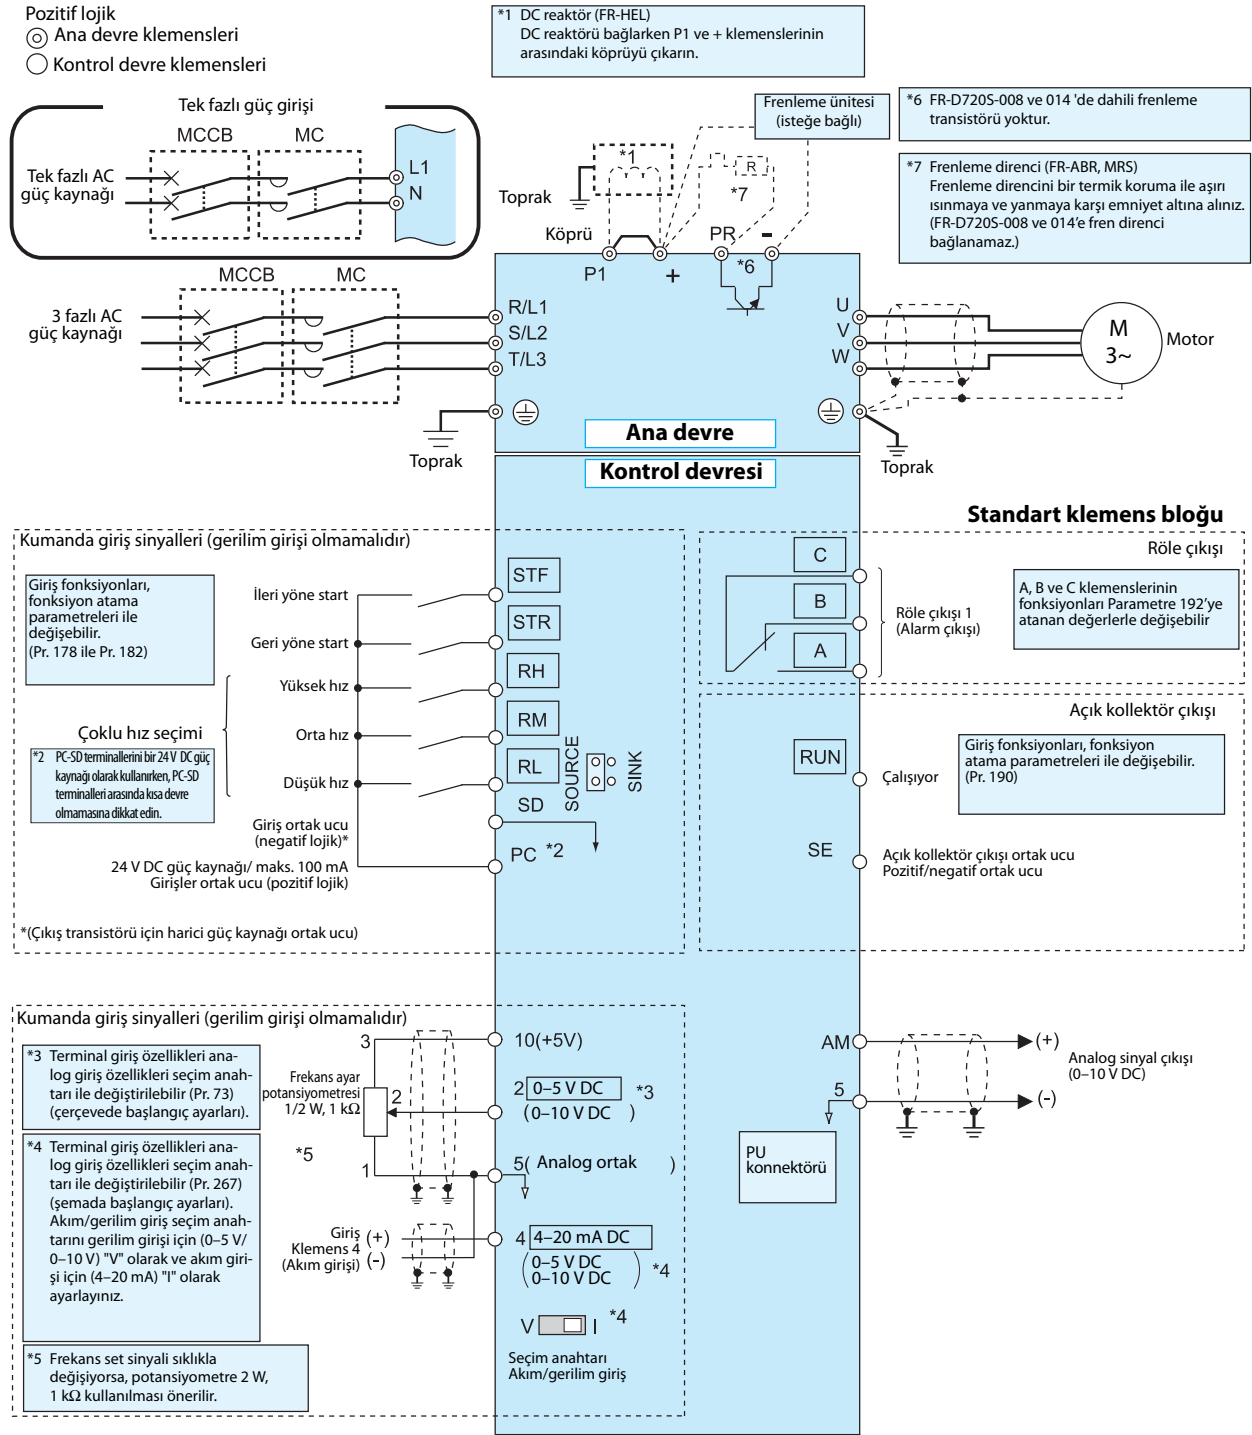 Pozitif lojik
Ana devre klemensleri
Kontrol devre klemensleri
*1 DC reaktör (FR-HEL)
DC reaktörü bağlarken P1 ve + klemenslerinin
arasındaki köprüyü çıkarın.
Tek fazlı güç girişi
MCCB
MC
Tek fazlı AC
güç kaynağı
L1
N
Frenleme ünitesi
(isteğe bağlı)
*6 FR-D720S-008 ve 014 'de dahili frenleme
transistörü yoktur.
*7 Frenleme direnci (FR-ABR, MRS)
Frenleme direncini bir termik koruma ile aşırı
ısınmaya ve yanmaya karşı emniyet altına alınız.
(FR-D720S-008 ve 014'e fren direnci
bağlanamaz.)
*1
R
*7
Toprak
Köprü
PR
-
P1
+
*6
MCCB
MC
3 fazlı AC
güç kaynağı
R/L1
S/L2
T/L3
U
V
W
M
3~
Motor
Toprak
Toprak
Ana devre
Kontrol devresi
Standart klemens bloğu
Kumanda giriş sinyalleri (gerilim girişi olmamalıdır)
Giriş fonksiyonları,
fonksiyon atama
parametreleri ile
değişebilir.
(Pr. 178 ile Pr. 182)
İleri yöne start
Geri yöne start
Yüksek hız
Orta hız
Düşük hız
Çoklu hız seçimi
*2 PC-SD terminallerini bir 24 V DC güç
kaynağı olarak kullanırken, PC-SD
terminalleri arasında kısa devre
olmamasına dikkat edin.
Giriş ortak ucu
(negatif lojik)*
24 V DC güç kaynağı/ maks. 100 mA
Girişler ortak ucu (pozitif lojik)
*(Çıkış transistörü için harici güç kaynağı ortak ucu)
STF
STR
RH
RM
RL
SD
PC *2
SOURCE
SINK
Röle çıkışı
C
B
A
Röle çıkışı 1
(Alarm çıkışı)
A, B ve C klemenslerinin
fonksiyonları Parametre 192'ye
atanan değerlerle değişebilir
Açık kollektör çıkışı
RUN
Çalışıyor
Giriş fonksiyonları, fonksiyon
atama parametreleri ile değişebilir.
(Pr. 190)
SE
Açık kollektör çıkışı ortak ucu
Pozitif/negatif ortak ucu
Kumanda giriş sinyalleri (gerilim girişi olmamalıdır)
*3 Terminal giriş özellikleri ana-
log giriş özellikleri seçim anah-
tarı ile değiştirilebilir (Pr. 73)
(çerçevede başlangıç ayarları).
*4 Terminal giriş özellikleri ana-
log giriş özellikleri seçim anah-
tarı ile değiştirilebilir (Pr. 267)
(şemada başlangıç ayarları).
Akım/gerilim giriş seçim anah-
tarını gerilim girişi için (0–5 V/
0–10 V) "V" olarak ve akım giri-
şi için (4–20 mA) "I" olarak
ayarlayınız.
*5 Frekans set sinyali sıklıkla
değişiyorsa, potansiyometre 2 W,
1 kΩ kullanılması önerilir.
Frekans ayar
potansiyometresi
1/2 W, 1 kΩ
*5
3
2
1
Giriş
Klemens 4
(Akım girişi)
(+)
(-)
10(+5V)
2 0–5 V DC *3
(0–10 V DC )
5( Analog ortak )
4 4–20 mA DC
(0–5 V DC
0–10 V DC) *4
V I *4
Seçim anahtarı
Akım/gerilim giriş
AM
5
(+)
(-)
Analog sinyal çıkışı
(0–10 V DC)
PU
konnektörü